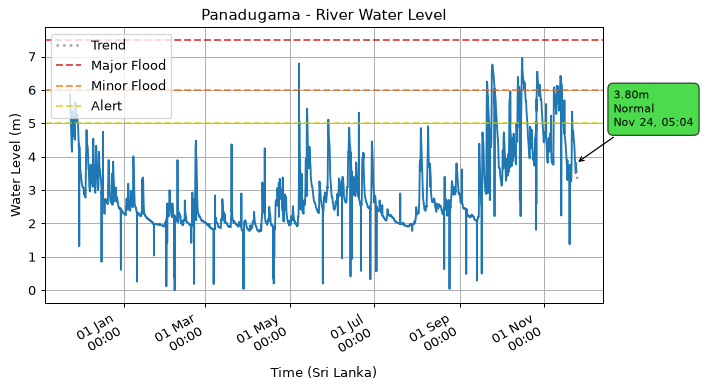 Panadugama - River Water Level
Trend
Major Flood
Minor Flood
Alert
3.80m
Normal
Nov 24, 05:04
Water Level (m)
7
6
5
4
3
2
1
0
01 Jan
00:00
01 Mar
00:00
01 May
00:00
01 Jul
00:00
01 Sep
00:00
01 Nov
00:00
Time (Sri Lanka)